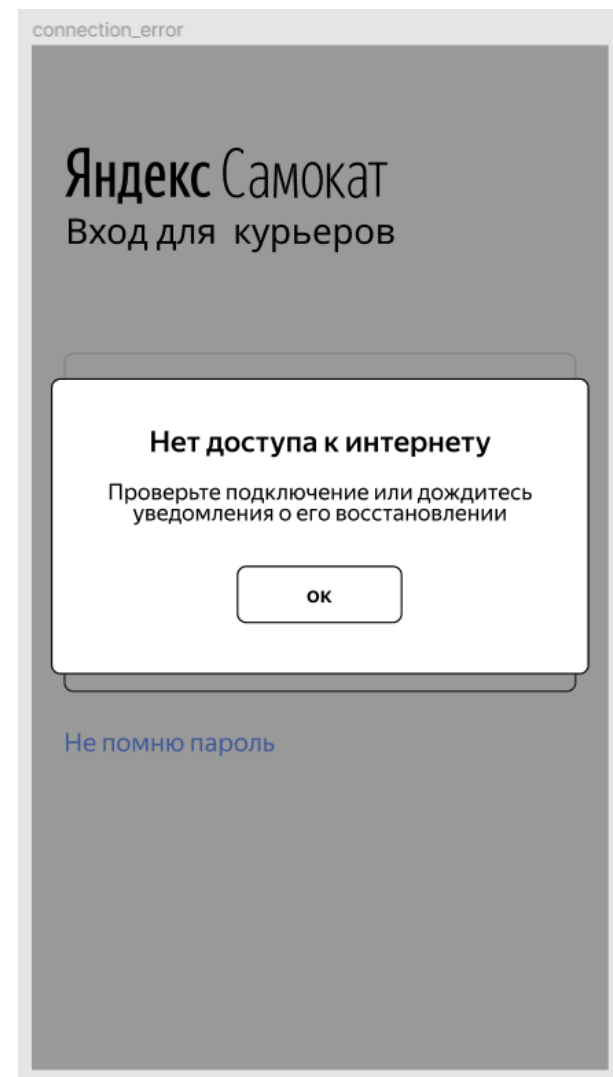 connection_error
Яндекс Самокат
Вход для  курьеров
Нет доступа к интернету
Проверьте подключение или дождитесь
уведомления о его восстановлении
ок
Не помню пароль